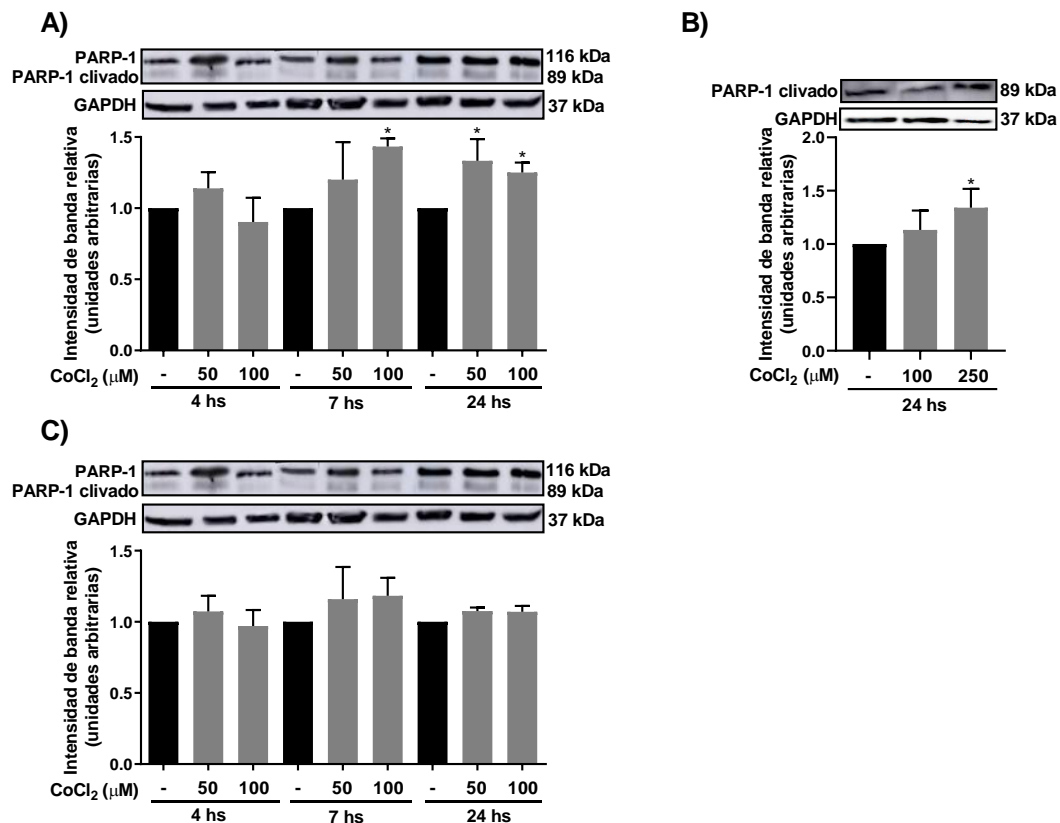 A)
PARP-1 116 kDa
PARP-1 clivado 89 kDa
GAPDH 37 kDa
Intensidad de banda relativa
(unidades arbitrarias)
1.5
*
*
*
1.0
0.5
0.0
CoCl2 (μM) - 50 100 - 50 100 - 50 100
4 hs 7 hs 24 hs
B)
PARP-1 clivado 89 kDa
GAPDH 37 kDa
Intensidad de banda relativa
(unidades arbitrarias)
2.0
1.5
*
1.0
0.5
0.0
CoCl2 (μM) - 100 250
24 hs
C)
PARP-1 116 kDa
PARP-1 clivado 89 kDa
GAPDH 37 kDa
Intensidad de banda relativa
(unidades arbitrarias)
1.5
1.0
0.5
0.0
CoCl2 (μM) - 50 100 - 50 100 - 50 100
4 hs 7 hs 24 hs